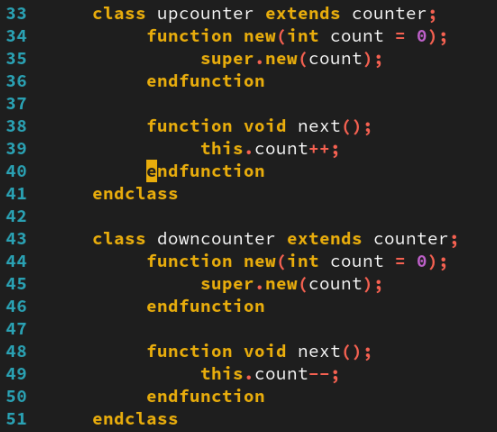 33 class upcounter extends counter;
34 function new(int count = 0);
35 super.new(count);
36 endfunction
37
38 function void next();
39 this.count++;
40 endfunction
41 endclass
42
43 class downcounter extends counter;
44 function new(int count = 0);
45 super.new(count);
46 endfunction
47
48 function void next();
49 this.count--;
50 endfunction
51 endclass